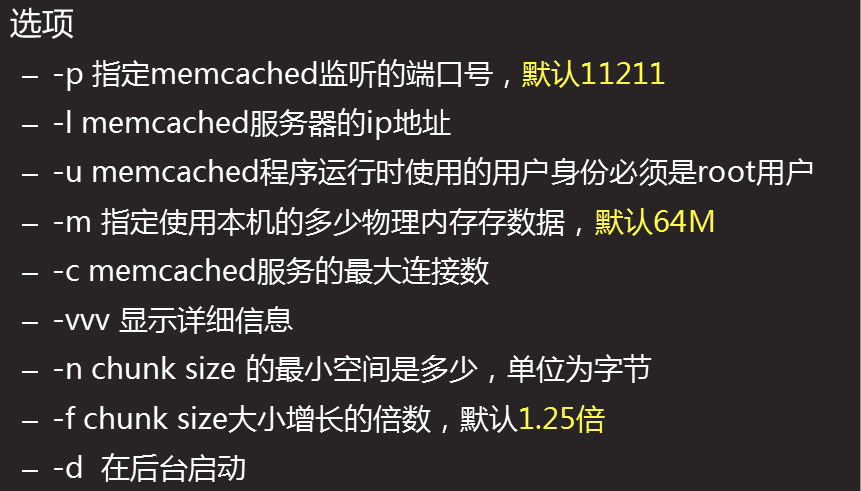 选项
– -p 指定memcached监听的端口号，默认11211
– -l memcached服务器的ip地址
– -u memcached程序运行时使用的用户身份必须是root用户
– -m 指定使用本机的多少物理内存存数据，默认64M
– -c memcached服务的最大连接数
– -vvv 显示详细信息
– -n chunk size 的最小空间是多少，单位为字节
– -f chunk size大小增长的倍数，默认1.25倍
– -d 在后台启动